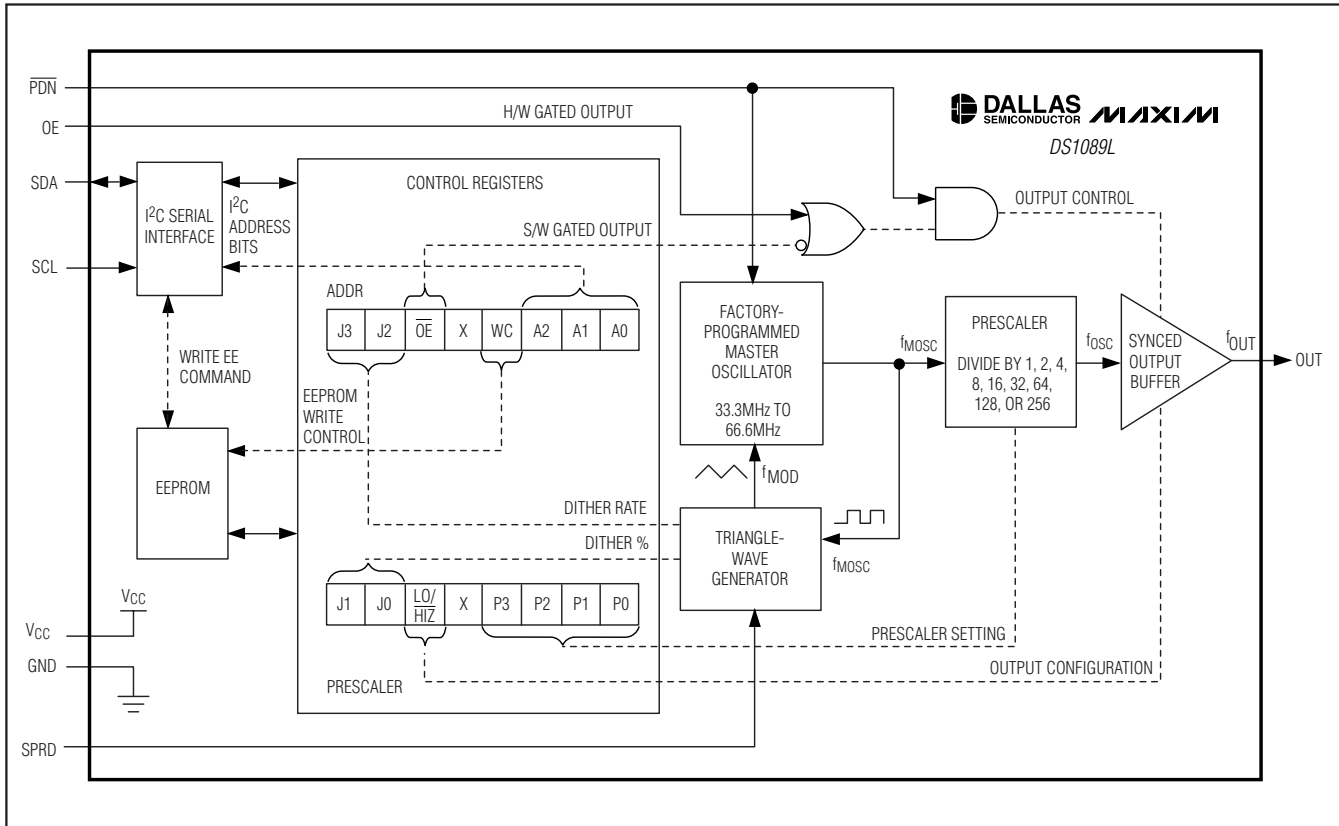 PDN
OE
SDA
SCL
VCC
VCC
GND
SPRD
H/W GATED OUTPUT
DALLAS
SEMICONDUCTOR
MAXIM
DS1089L
I2C SERIAL
INTERFACE
I2C
ADDRESS
BITS
CONTROL REGISTERS
S/W GATED OUTPUT
OUTPUT CONTROL
ADDR
J3 J2 OE X WC A2 A1 A0
WRITE EE
COMMAND
EEPROM
WRITE
CONTROL
EEPROM
FACTORY-
PROGRAMMED
MASTER
OSCILLATOR
33.3MHz TO
66.6MHz
fMOSC
PRESCALER
DIVIDE BY 1, 2, 4,
8, 16, 32, 64,
128, OR 256
fOSC
SYNCED
OUTPUT
BUFFER
fOUT
OUT
fMOD
DITHER RATE
DITHER %
TRIANGLE-
WAVE
GENERATOR
fMOSC
J1 J0 LO/HIZ X P3 P2 P1 P0
PRESCALER SETTING
OUTPUT CONFIGURATION
PRESCALER